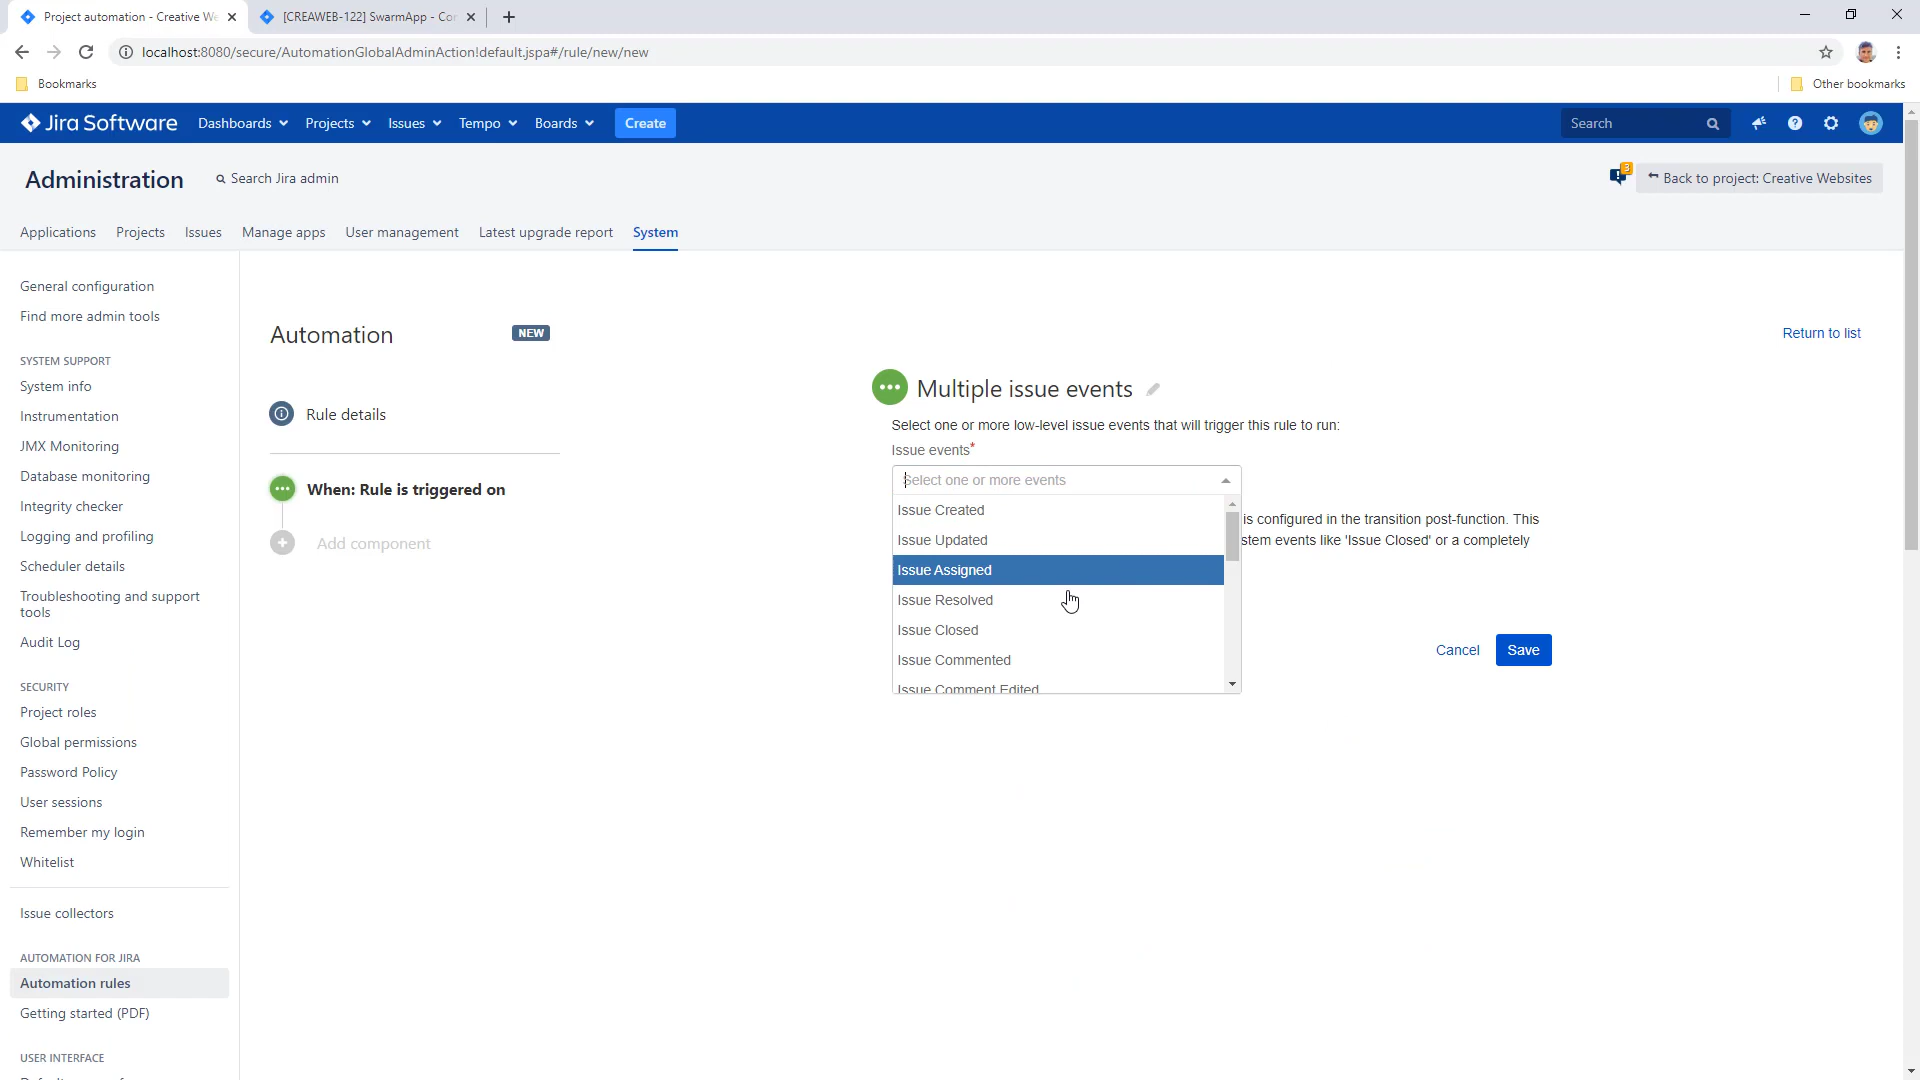 Project automation - Creative We
[CREAWEB-122] SwarmApp - Cor
localhost:8080/secure/AutomationGlobalAdminAction!default.jspa#/rule/new/new
Bookmarks
Other bookmarks
Jira Software
Dashboards
Projects
Issues
Tempo
Boards
Create
Search
Administration
Search Jira admin
3
Back to project: Creative Websites
Applications
Projects
Issues
Manage apps
User management
Latest upgrade report
System
General configuration
Find more admin tools
SYSTEM SUPPORT
System info
Instrumentation
JMX Monitoring
Database monitoring
Integrity checker
Logging and profiling
Scheduler details
Troubleshooting and support
tools
Audit Log
SECURITY
Project roles
Global permissions
Password Policy
User sessions
Remember my login
Whitelist
Issue collectors
AUTOMATION FOR JIRA
Automation rules
Getting started (PDF)
USER INTERFACE
Automation
NEW
Return to list
Rule details
When: Rule is triggered on
Add component
Multiple issue events
Select one or more low-level issue events that will trigger this rule to run:
Issue events*
Select one or more events
Issue Created
Issue Updated
Issue Assigned
Issue Resolved
Issue Closed
Issue Commented
Issue Comment Edited
is configured in the transition post-function. This
stem events like 'Issue Closed' or a completely
Cancel
Save